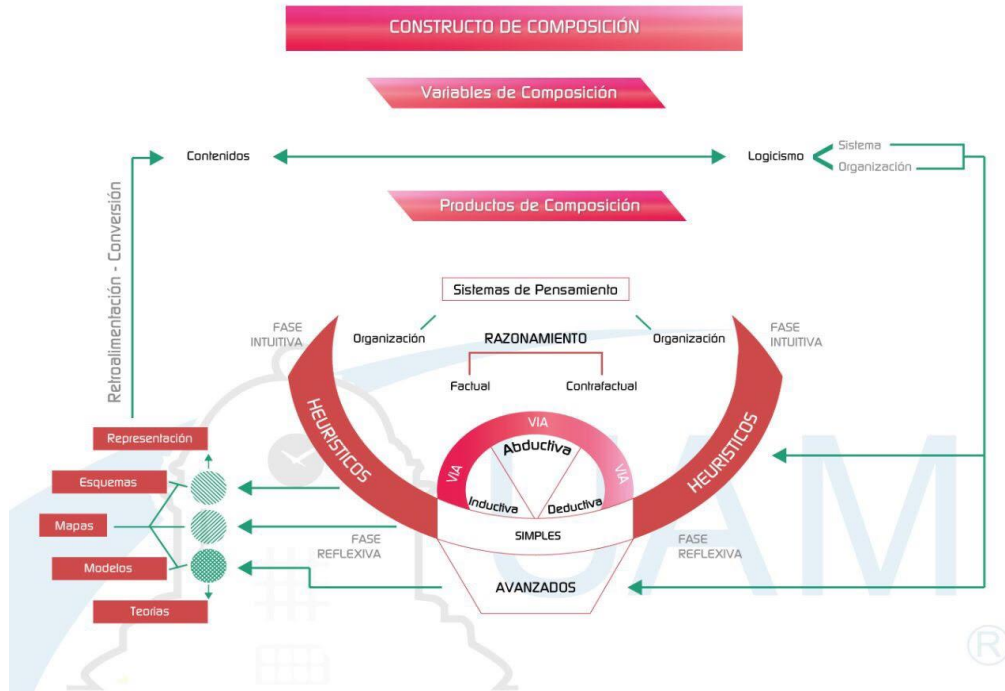 CONSTRUCTO DE COMPOSICIÓN
Variables de Composición
Contenidos
Logicismo
Sistema
Organización
Productos de Composición
Retroalimentación - Conversión
Sistemas de Pensamiento
FASE
INTUITIVA
Organización
RAZONAMIENTO
Organización
FASE
INTUITIVA
Factual
Contrafactual
HEURISTICOS
HEURISTICOS
VIA
VIA
VIA
Abductiva
Inductiva
Deductiva
SIMPLES
AVANZADOS
FASE
REFLEXIVA
FASE
REFLEXIVA
Representación
Esquemas
Mapas
Modelos
Teorías
UAM
®